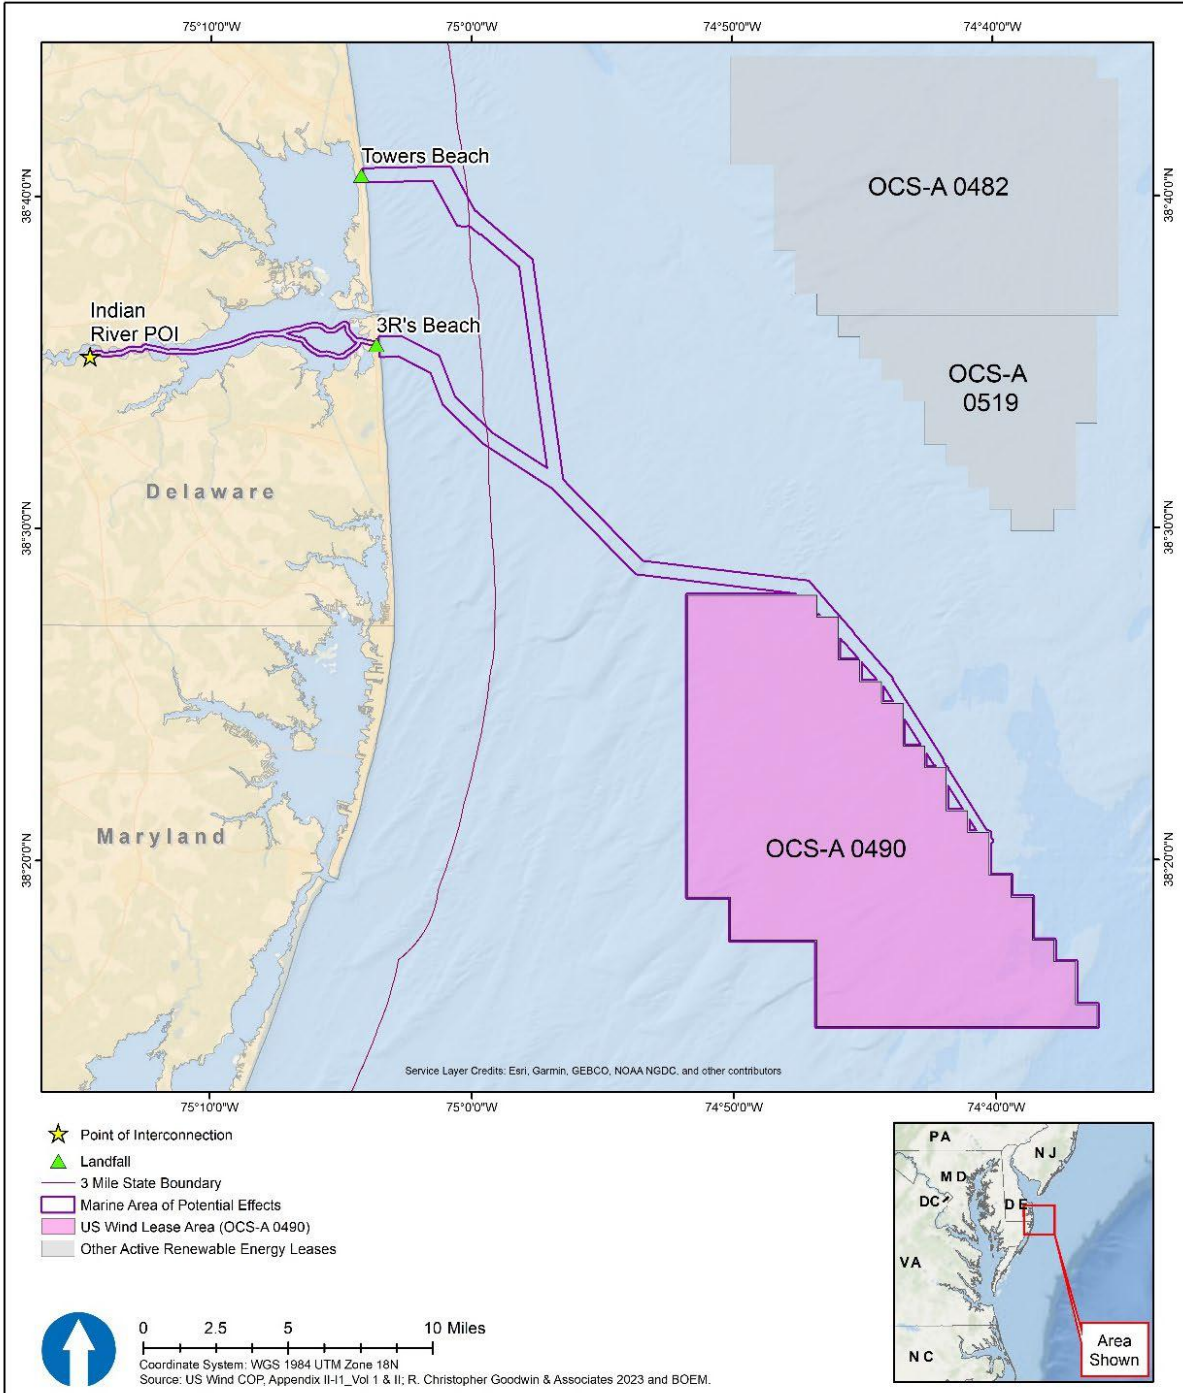 75°10'0"W 75°0'0"W 74°50'0"W 74°40'0"W
Towers Beach
OCS-A 0482
38°40'0"N 38°40'0"N
Indian
River POI
3R's Beach
OCS-A
0519
Delaware
38°30'0"N 38°30'0"N
Maryland
OCS-A 0490
38°20'0"N 38°20'0"N
Service Layer Credits: Esri, Garmin, GEBCO, NOAA NGDC, and other contributors
75°10'0"W 75°0'0"W 74°50'0"W 74°40'0"W
Point of Interconnection
Landfall
3 Mile State Boundary
Marine Area of Potential Effects
US Wind Lease Area (OCS-A 0490)
Other Active Renewable Energy Leases
0 2.5 5 10 Miles
Coordinate System: WGS 1984 UTM Zone 18N
Source: US Wind COP, Appendix II-I1_Vol 1 & II; R. Christopher Goodwin & Associates 2023 and BOEM.
PA
NJ
MD
DC
DE
VA
NC
Area
Shown